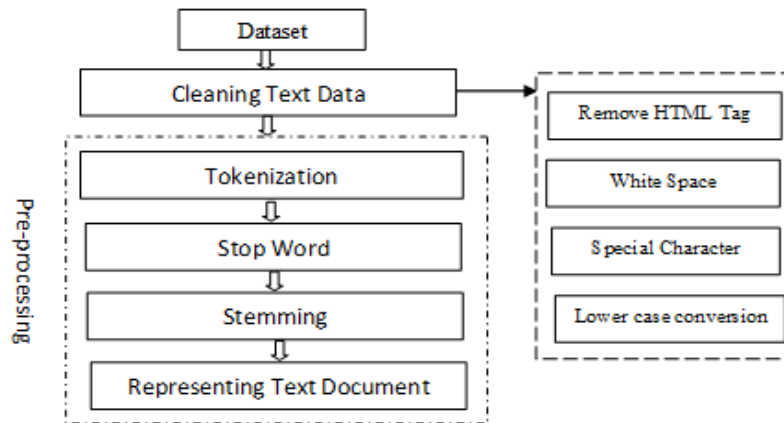 Dataset
Cleaning Text Data
Remove HTML Tag
White Space
Special Character
Lower case conversion
Pre-processing
Tokenization
Stop Word
Stemming
Representing Text Document